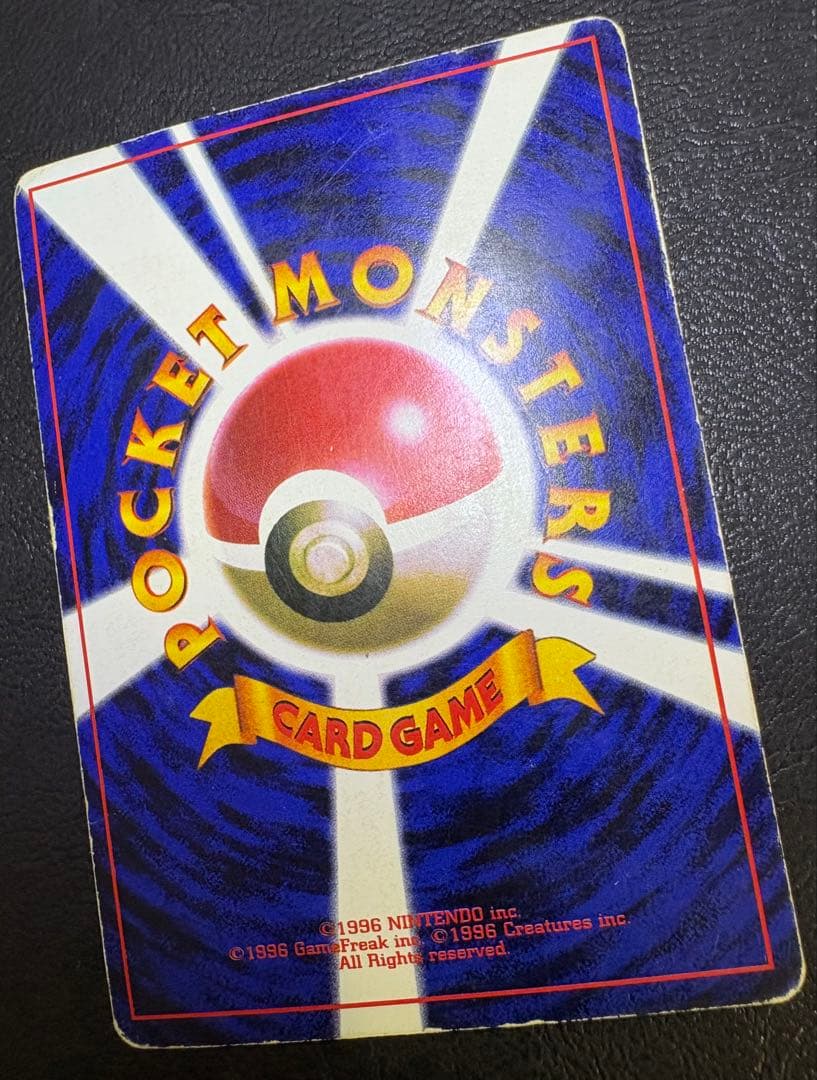 POCKET MONSTERS
CARD GAME
©1996 NINTENDO inc.
©1996 GameFreak inc. ©1996 Creatures inc.
All Rights reserved.